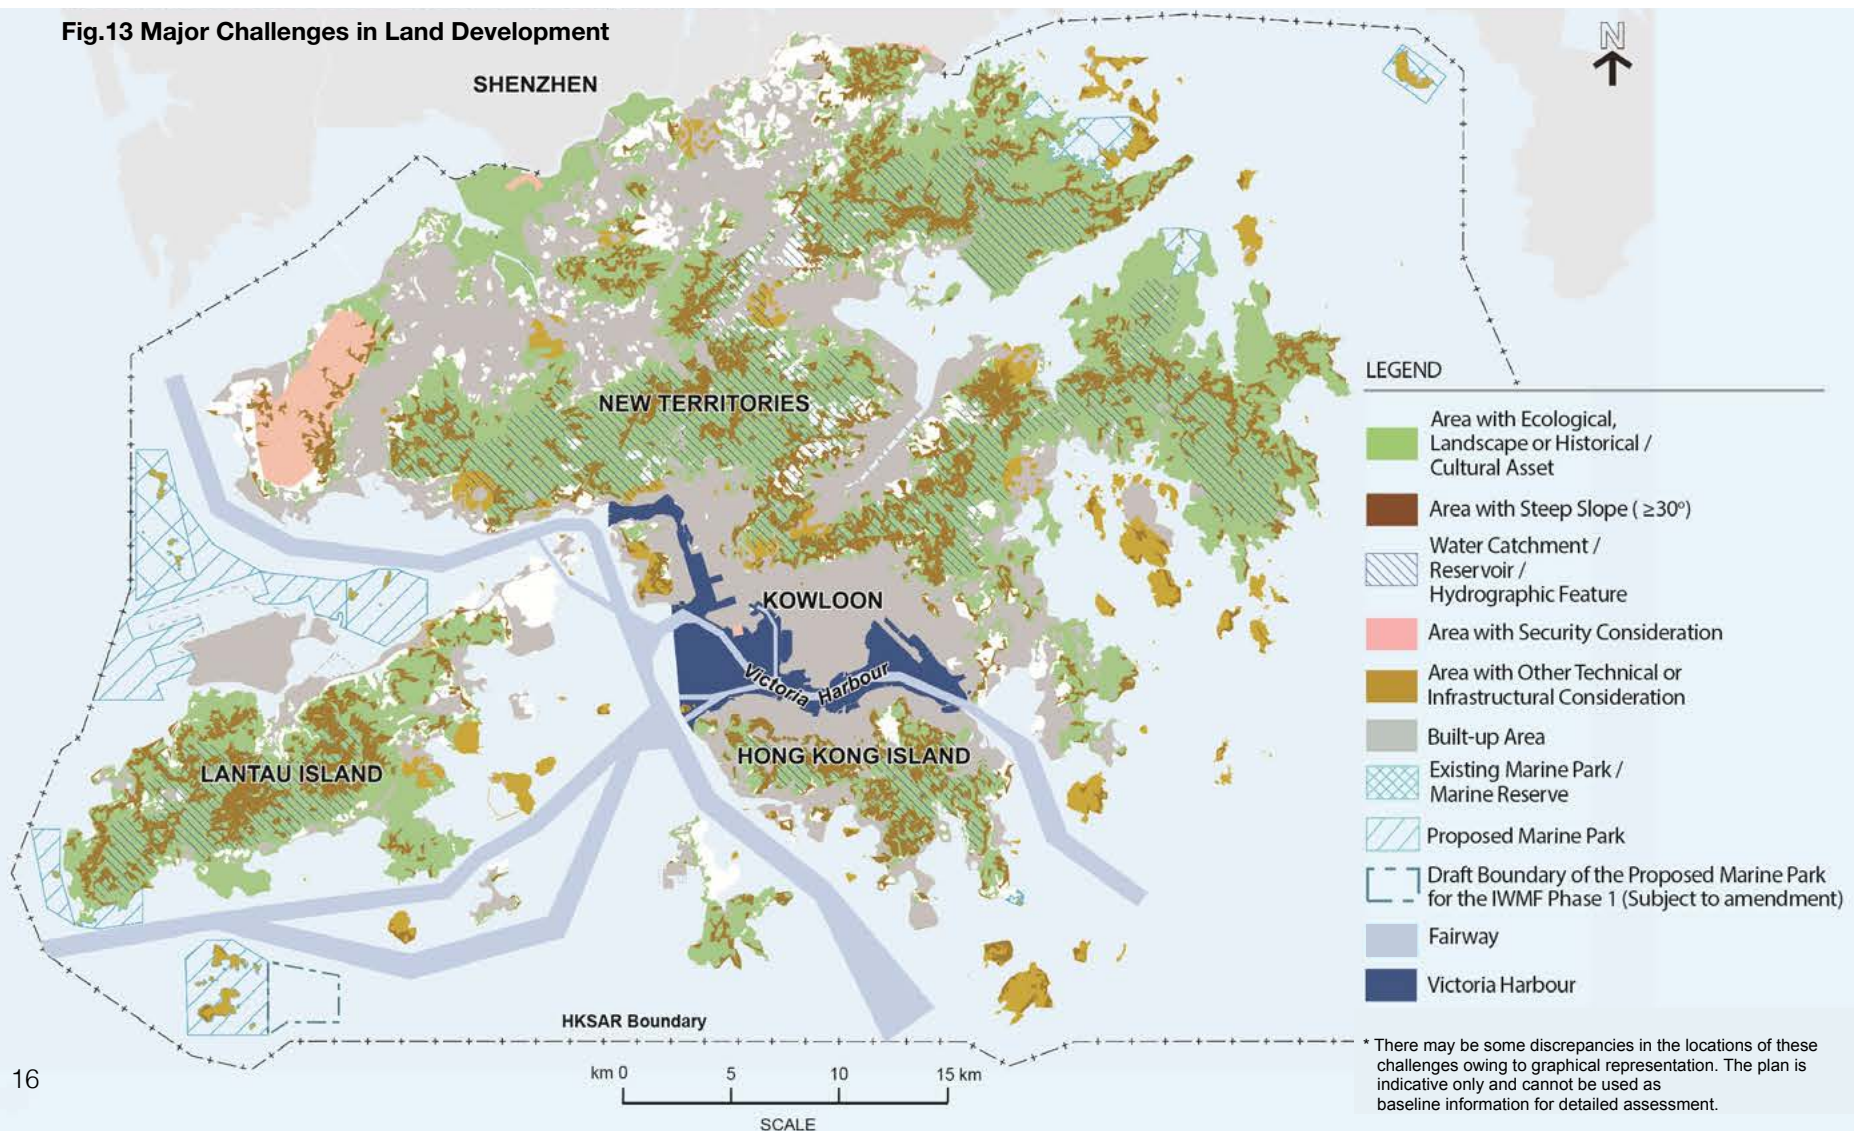 Fig.13 Major Challenges in Land Development
N
SHENZHEN
NEW TERRITORIES
KOWLOON
Victoria Harbour
HONG KONG ISLAND
LANTAU ISLAND
HKSAR Boundary
LEGEND
Area with Ecological,
Landscape or Historical /
Cultural Asset
Area with Steep Slope ( ≥30°)
Water Catchment /
Reservoir /
Hydrographic Feature
Area with Security Consideration
Area with Other Technical or
Infrastructural Consideration
Built-up Area
Existing Marine Park /
Marine Reserve
Proposed Marine Park
Draft Boundary of the Proposed Marine Park
for the IWMF Phase 1 (Subject to amendment)
Fairway
Victoria Harbour
* There may be some discrepancies in the locations of these
challenges owing to graphical representation. The plan is
indicative only and cannot be used as
baseline information for detailed assessment.
km 0 5 10 15 km
SCALE
16